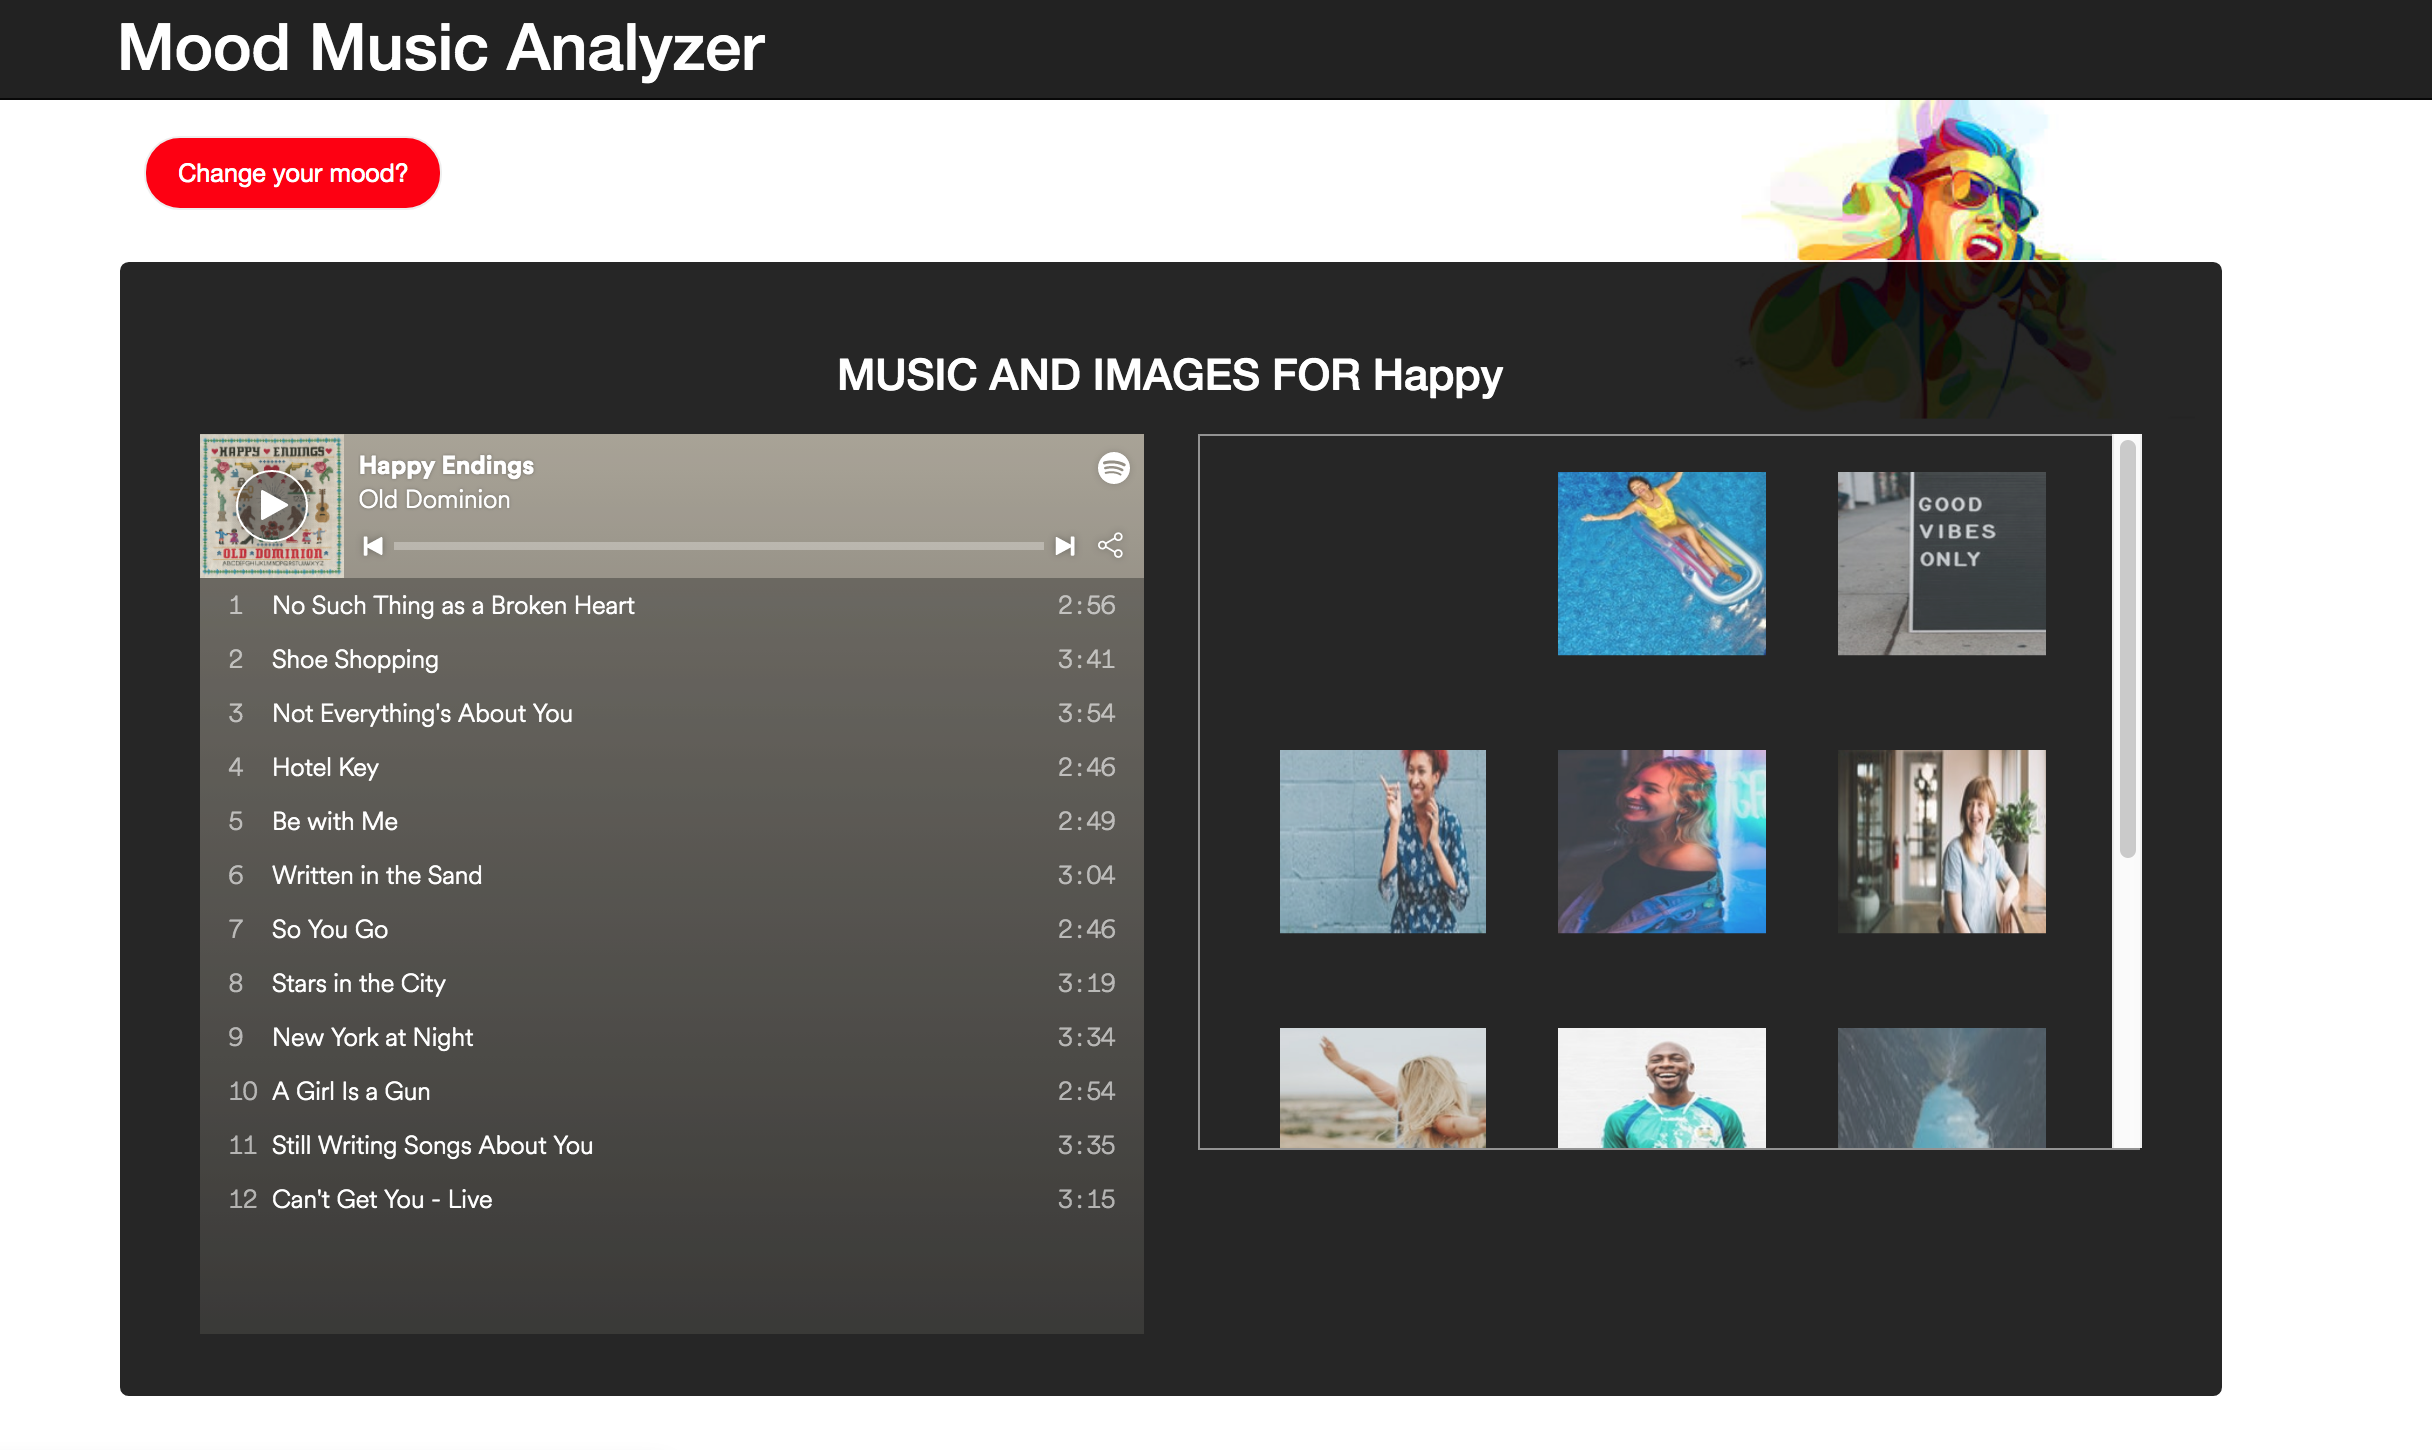 Mood Music Analyzer
Change your mood?
MUSIC AND IMAGES FOR Happy
HAPPY ENDINGS
OLD DOMINION
ABCDEFGHIJKLMNOPQRSTUVWXYZ
Happy Endings
Old Dominion
1 No Such Thing as a Broken Heart 2:56
2 Shoe Shopping 3:41
3 Not Everything's About You 3:54
4 Hotel Key 2:46
5 Be with Me 2:49
6 Written in the Sand 3:04
7 So You Go 2:46
8 Stars in the City 3:19
9 New York at Night 3:34
10 A Girl Is a Gun 2:54
11 Still Writing Songs About You 3:35
12 Can't Get You - Live 3:15
GOOD
VIBES
ONLY